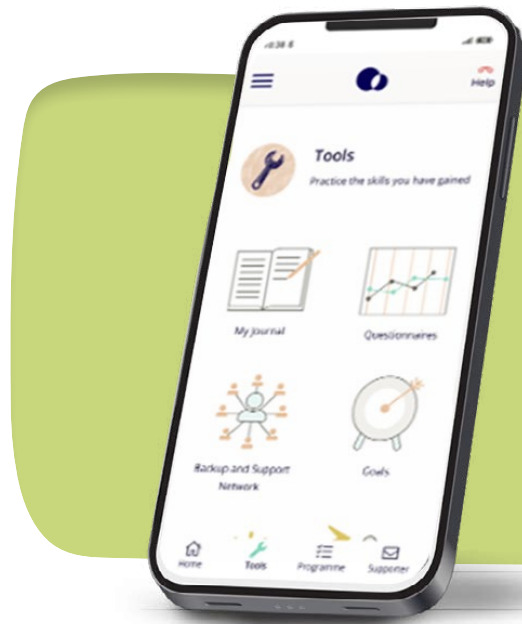 Help
Tools
Practice the skills you have gained
My Journal
Questionnaires
Backup and Support
Network
Goals
Home
Tools
Programme
Supporter